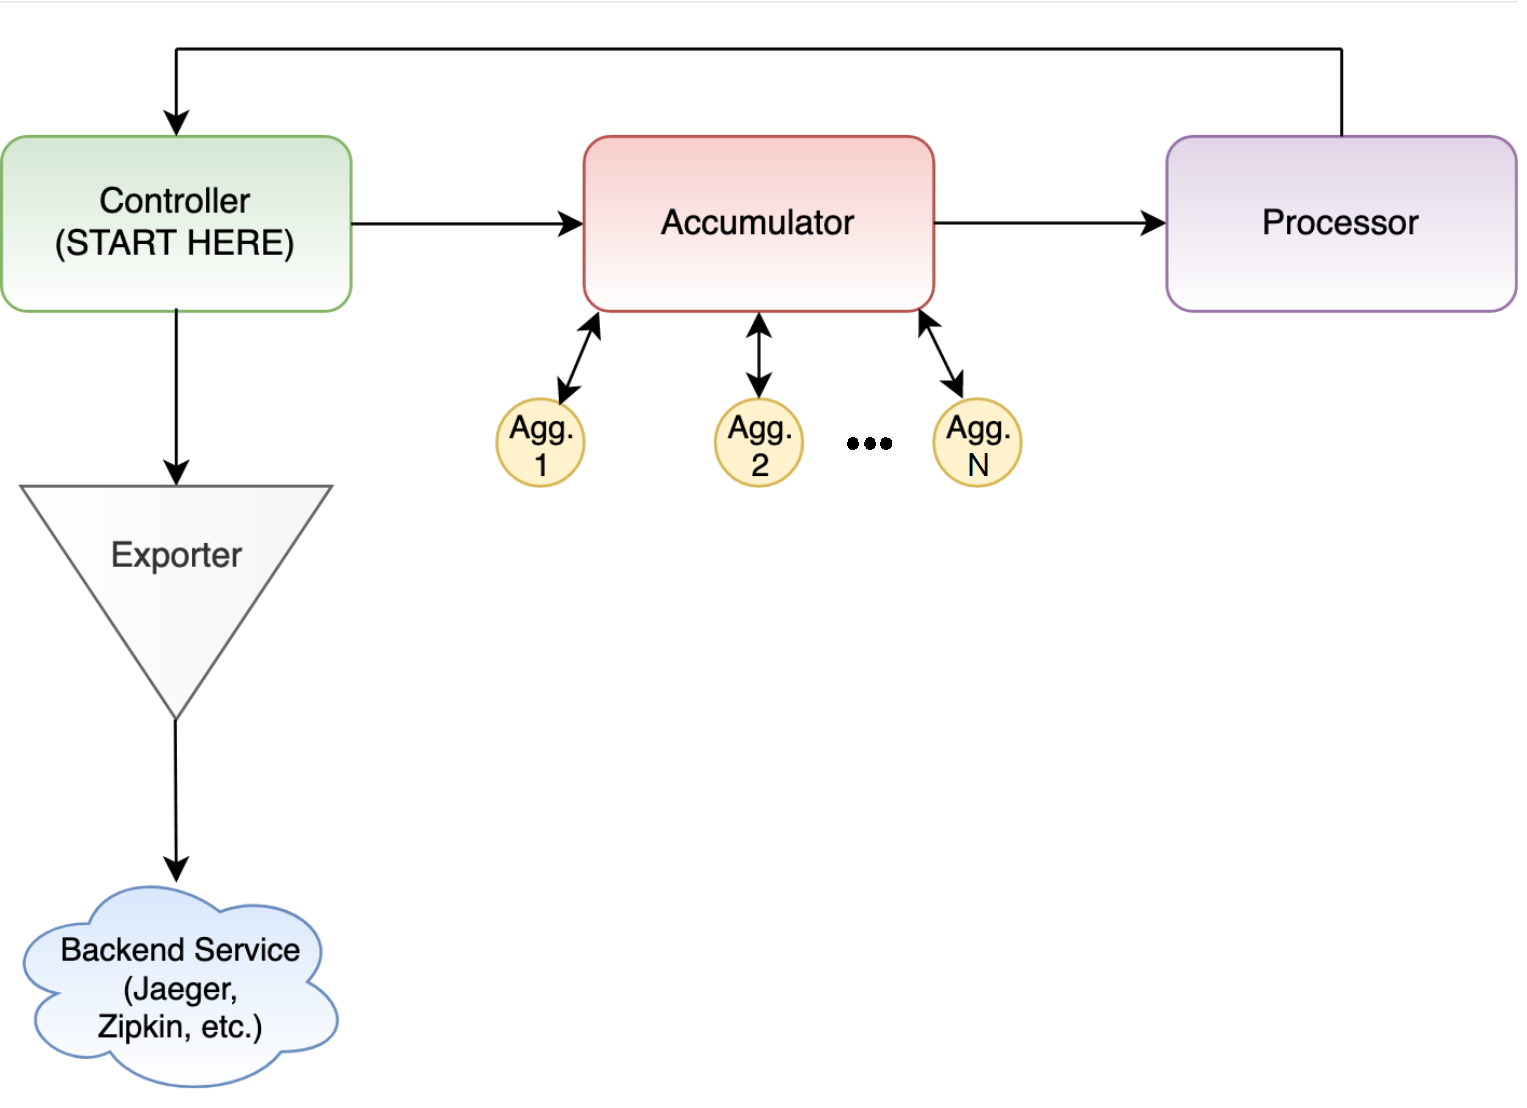 Controller
(START HERE)
Accumulator
Processor
Agg.
1
Agg.
2
•••
Agg.
N
Exporter
Backend Service
(Jaeger,
Zipkin, etc.)